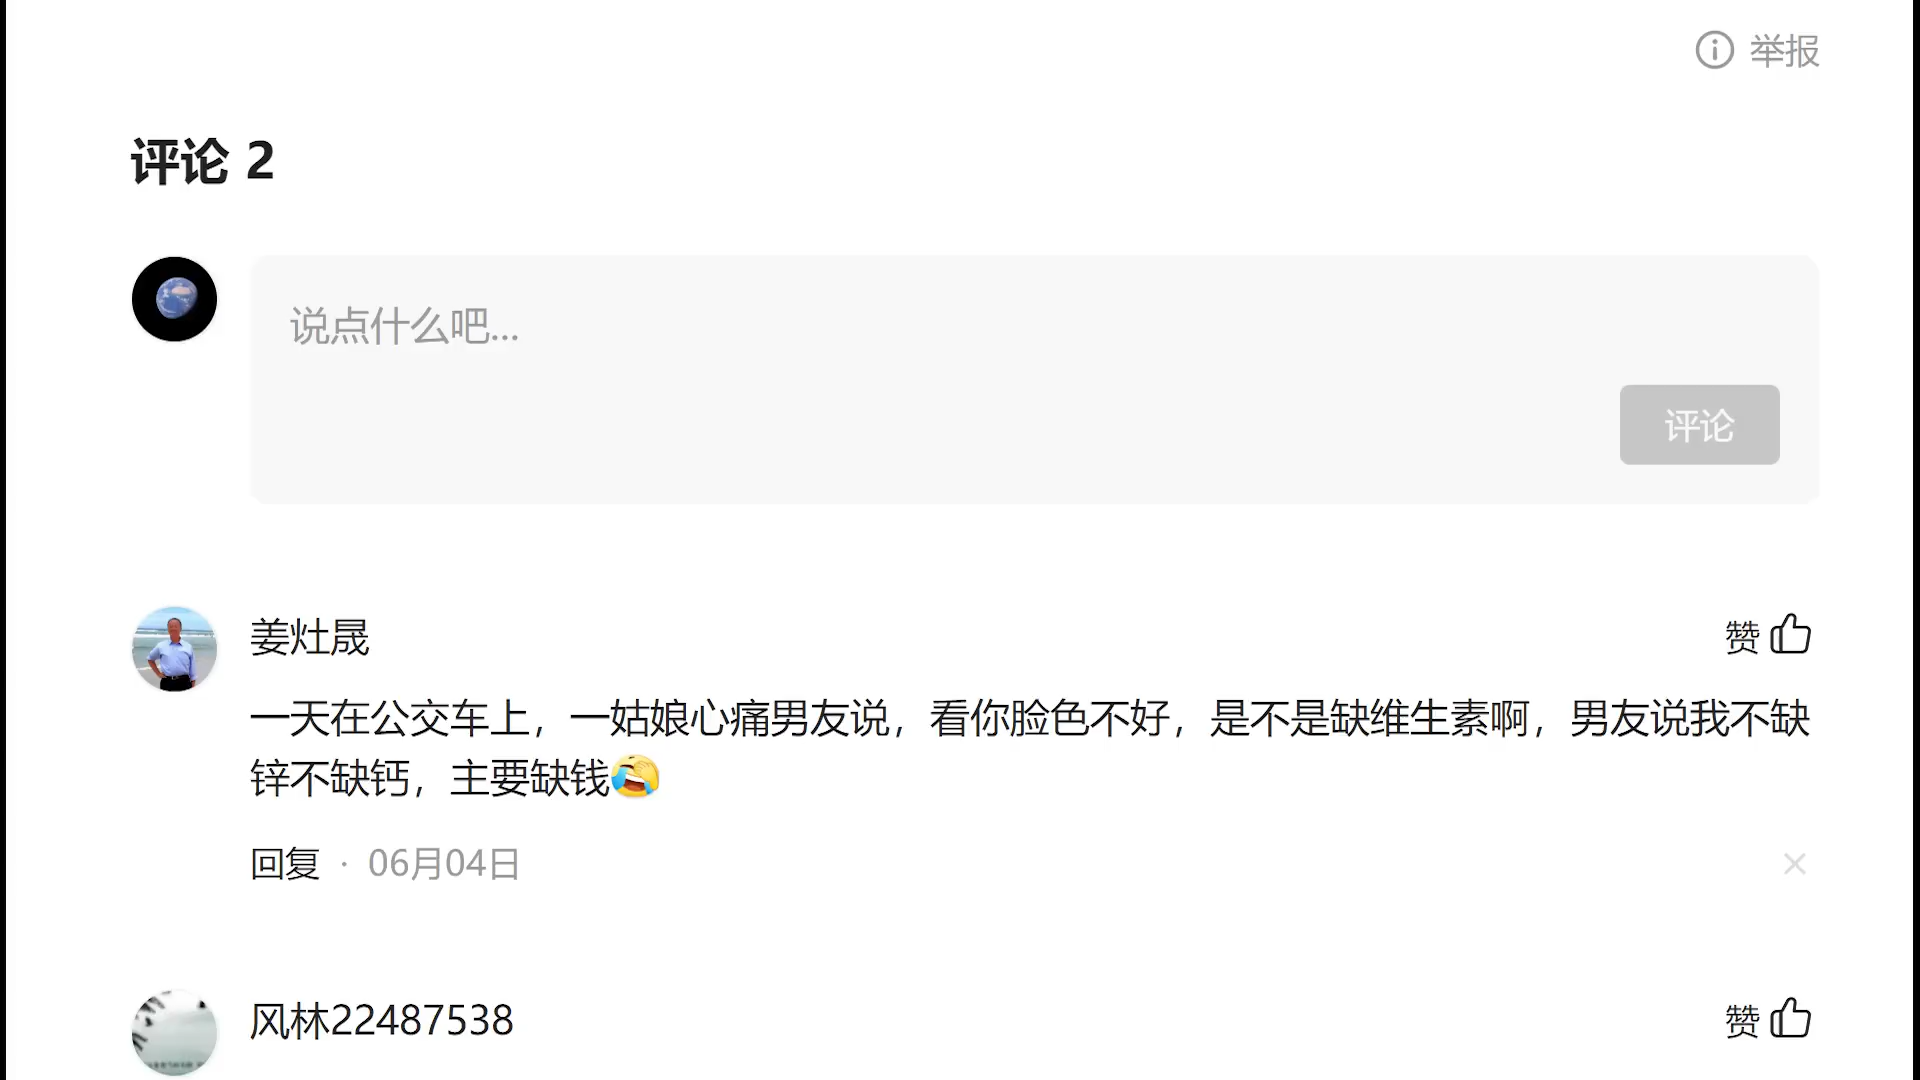 举报
评论 2
说点什么吧...
评论
姜灶晟
赞
一天在公交车上，一姑娘心痛男友说，看你脸色不好，是不是缺维生素啊，男友说我不缺
锌不缺钙，主要缺钱🤣
回复 · 06月04日
风林22487538
赞